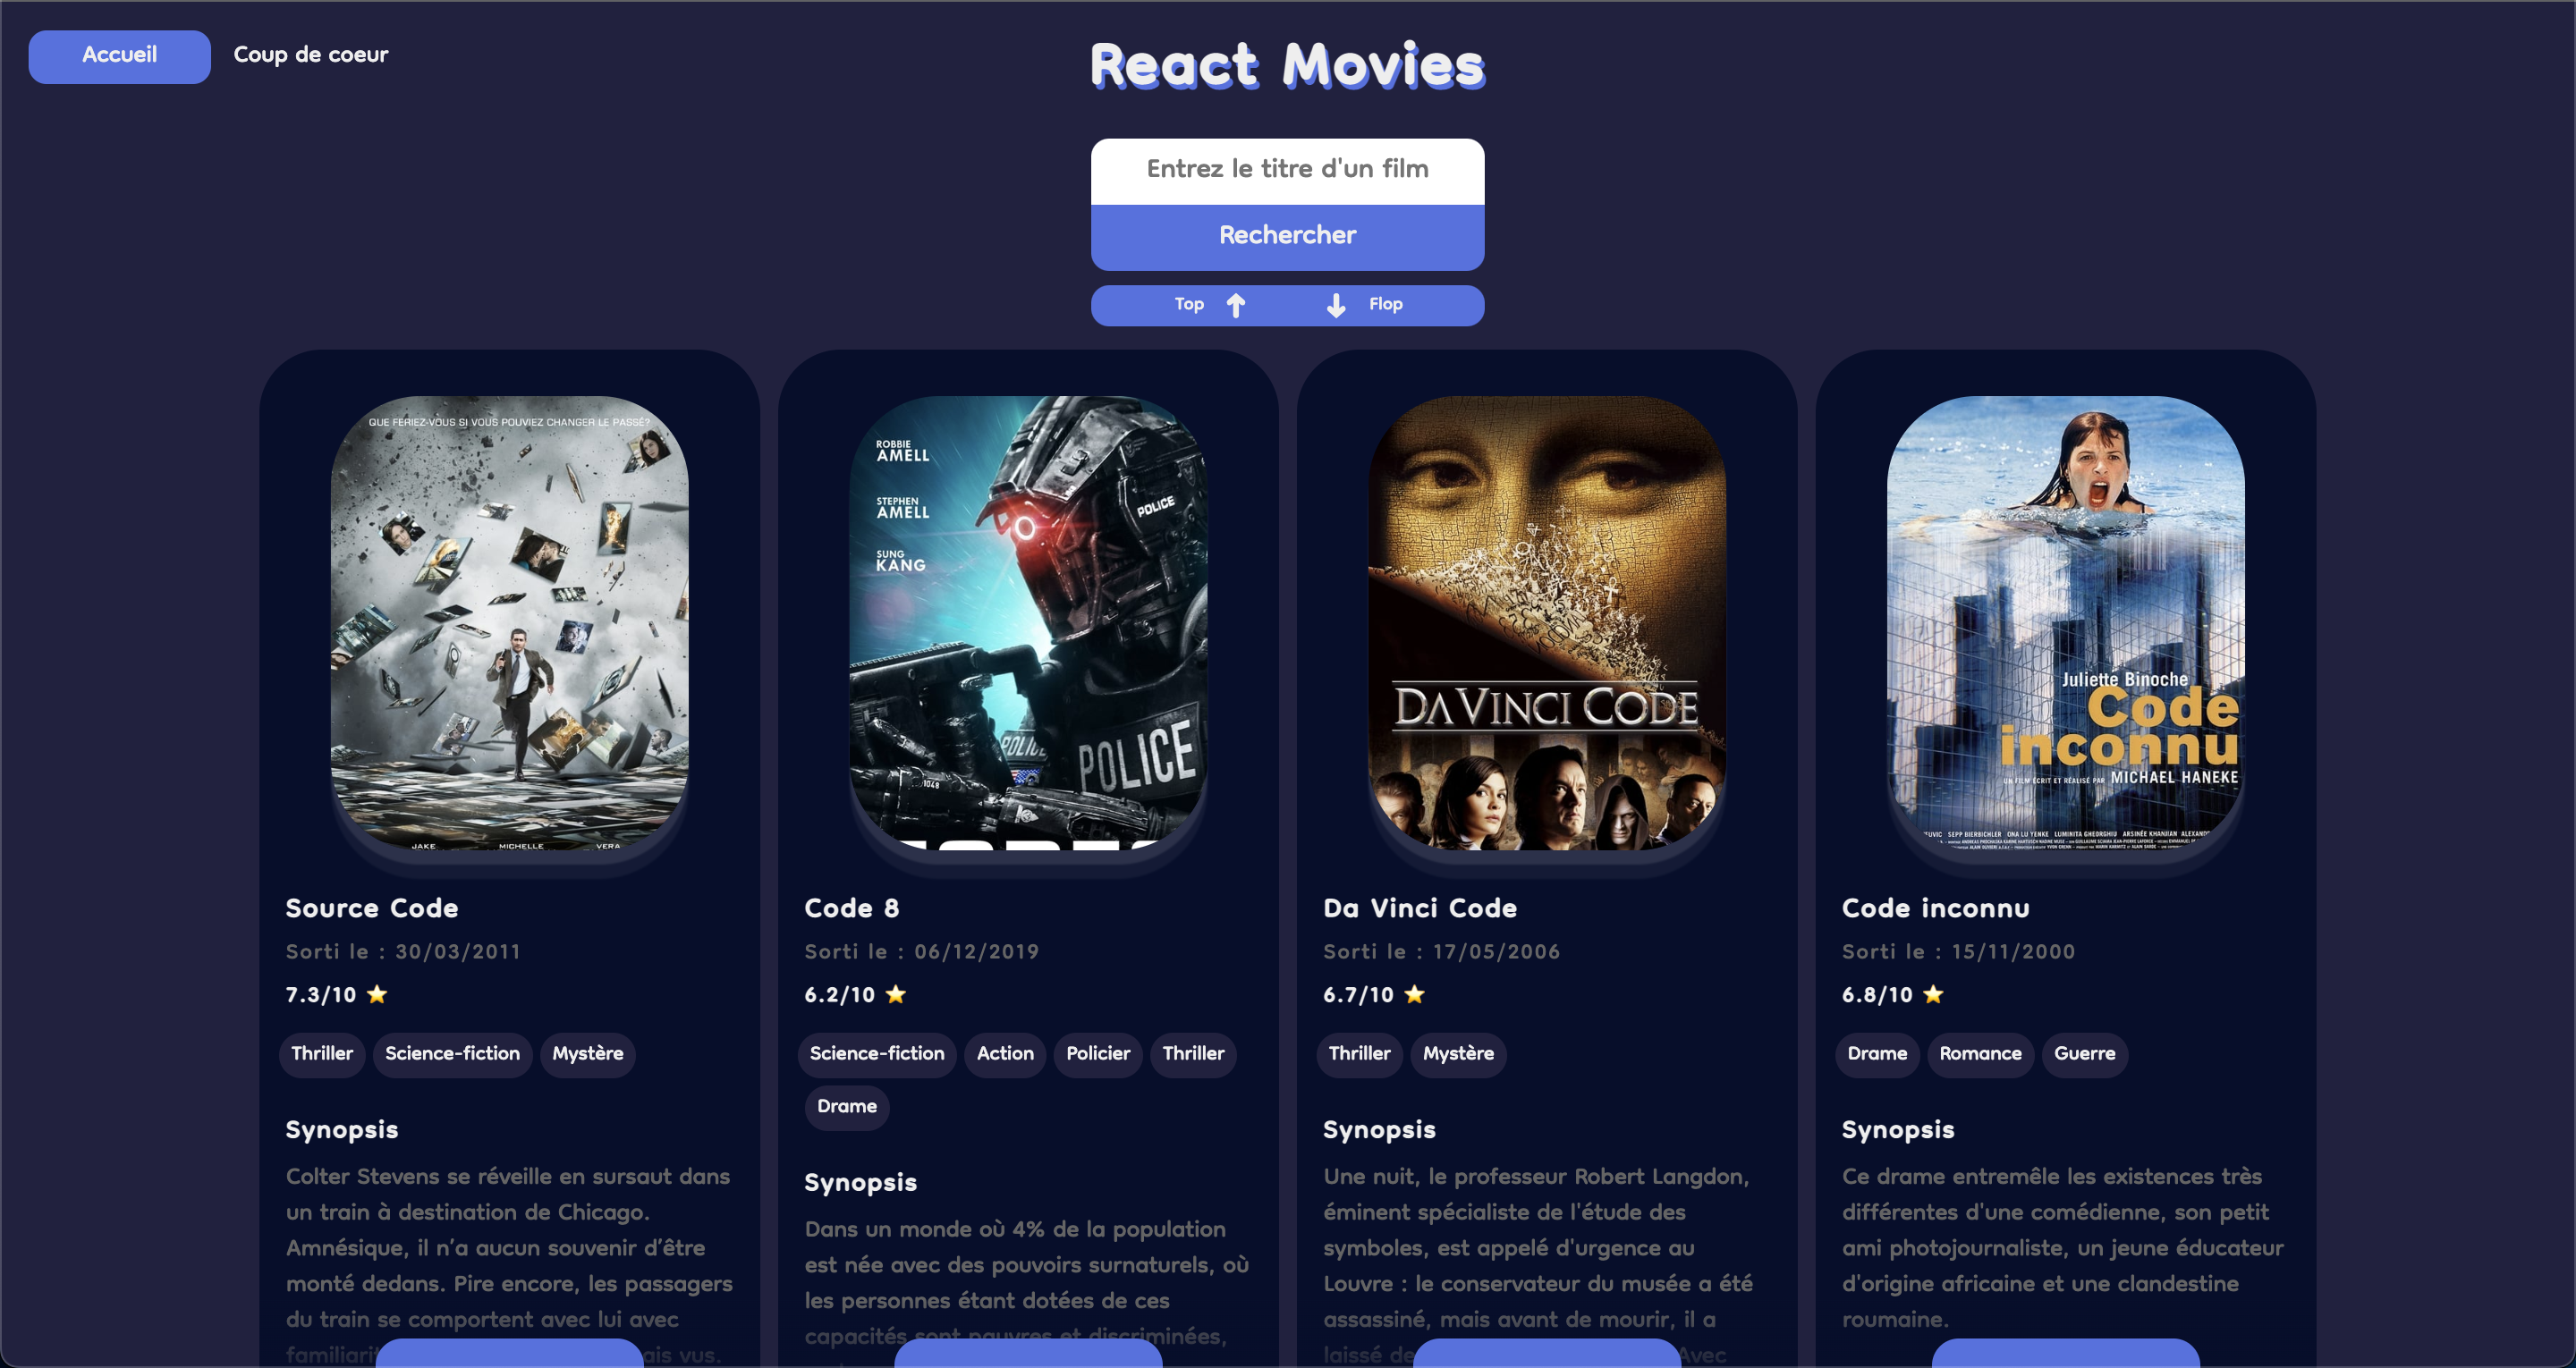 Accueil
Coup de coeur
React Movies
Entrez le titre d'un film
Rechercher
Top
Flop
QUE FERIEZ-VOUS SI VOUS POUVIEZ CHANGER LE PASSÉ?
JAKE MICHELLE VERA
Source Code
Sorti le : 30/03/2011
7.3/10
Thriller
Science-fiction
Mystère
Synopsis
Colter Stevens se réveille en sursaut dans
un train à destination de Chicago.
Amnésique, il n’a aucun souvenir d’être
monté dedans. Pire encore, les passagers
du train se comportent avec lui avec
ais vus.
ROBBIE
AMELL
STEPHEN
AMELL
SUNG
KANG
POLICE
POLICE
POLICE
1048
Code 8
Sorti le : 06/12/2019
6.2/10
Science-fiction
Action
Policier
Thriller
Drame
Synopsis
Dans un monde où 4% de la population
est née avec des pouvoirs surnaturels, où
les personnes étant dotées de ces
capacités sont pauvres et discriminées,
DA VINCI CODE
Da Vinci Code
Sorti le : 17/05/2006
6.7/10
Thriller
Mystère
Synopsis
Une nuit, le professeur Robert Langdon,
éminent spécialiste de l'étude des
symboles, est appelé d'urgence au
Louvre : le conservateur du musée a été
assassiné, mais avant de mourir, il a
laissé de Avec
Juliette Binoche
Code
inconnu
UN FILM ÉCRIT ET RÉALISÉ PAR MICHAEL HANEKE
SEPP BIERBICHLER ONA LU YENKE LUMINITA GHEORGHIU ARSINÉE KHANJIAN
Code inconnu
Sorti le : 15/11/2000
6.8/10
Drame
Romance
Guerre
Synopsis
Ce drame entremêle les existences très
différentes d'une comédienne, son petit
ami photojournaliste, un jeune éducateur
d'origine africaine et une clandestine
roumaine.